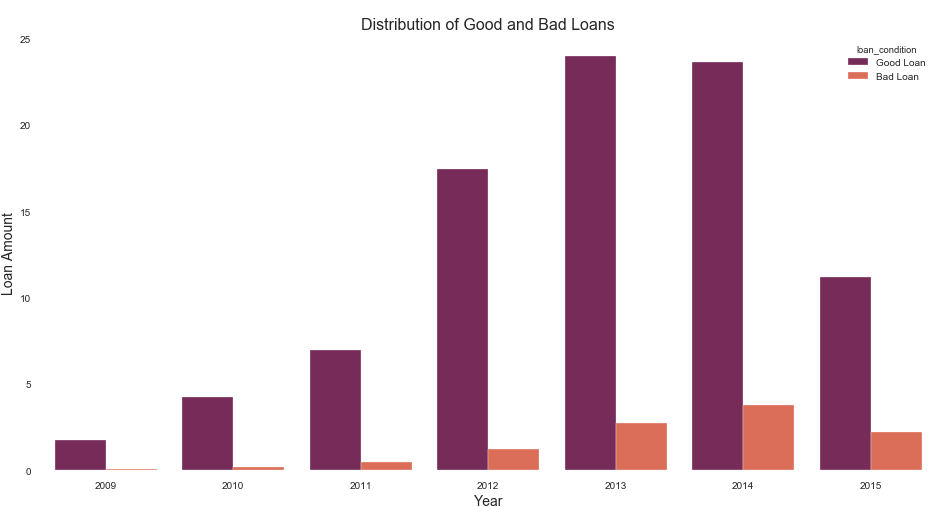 Distribution of Good and Bad Loans
25
20
15
10
5
0
Loan Amount
loan_condition
Good Loan
Bad Loan
2009 2010 2011 2012 2013 2014 2015
Year